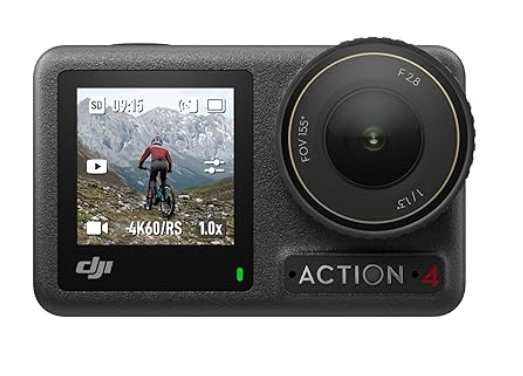 SD 09:15
4K60/RS 1.0x
dji
F2.8
FOV 155°
1/1.3"
ACTION 4